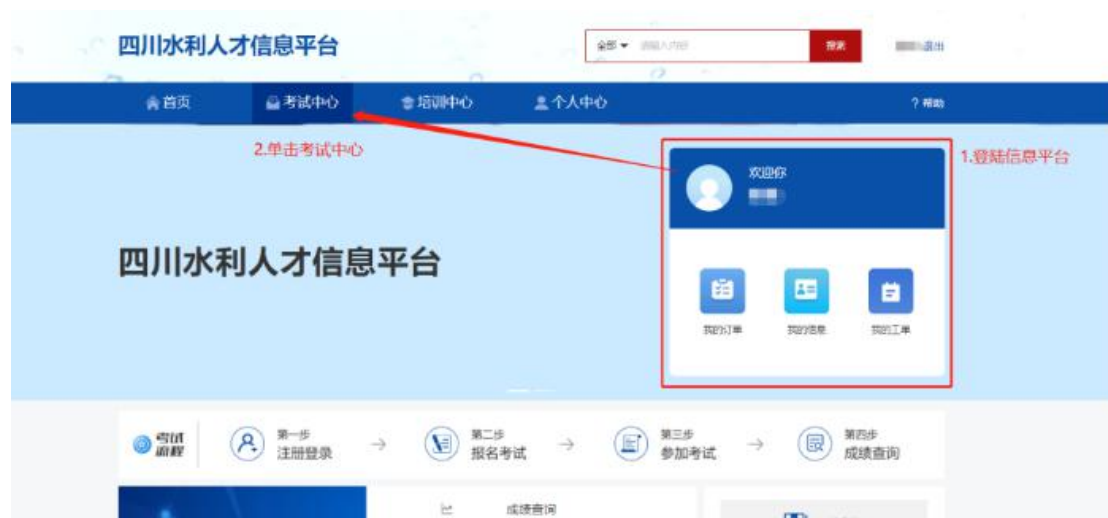 四川水利人才信息平台
全部
请输入内容
搜索
退出
首页
考试中心
培训中心
个人中心
? 帮助
2.单击考试中心
1.登陆信息平台
欢迎你
四川水利人才信息平台
我的订单
我的信息
我的工单
考试流程
第一步
注册登录
第二步
报名考试
第三步
参加考试
第四步
成绩查询
成绩查询